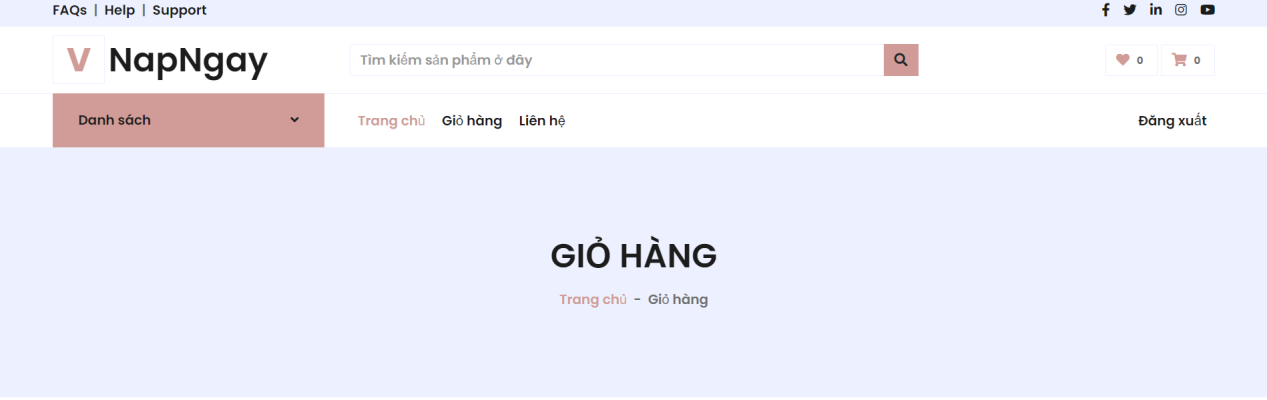 FAQs | Help | Support
V NapNgay
Tìm kiếm sản phẩm ở đây
0 0
Danh sách
Trang chủ Giỏ hàng Liên hệ
Đăng xuất
GIỎ HÀNG
Trang chủ - Giỏ hàng